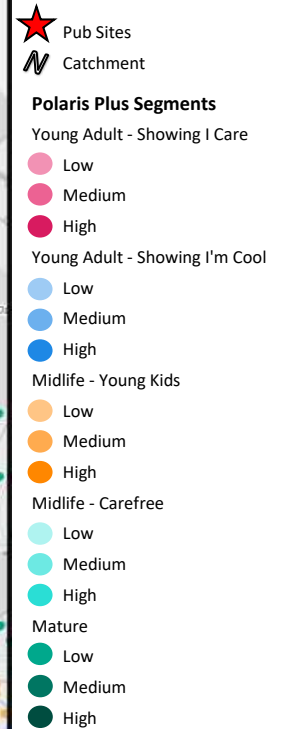 Pub Sites
Catchment
Polaris Plus Segments
Young Adult - Showing I Care
Low
Medium
High
Young Adult - Showing I'm Cool
Low
Medium
High
Midlife - Young Kids
Low
Medium
High
Midlife - Carefree
Low
Medium
High
Mature
Low
Medium
High